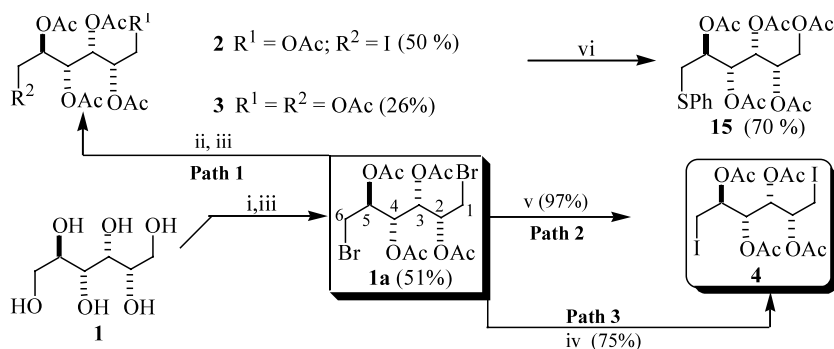 OAc OAc R¹
R² OAc OAc
2 R¹ = OAc; R² = I (50 %)
3 R¹ = R² = OAc (26%)
vi
OAc OAc OAc
SPh OAc OAc
15
(70 %)
ii, iii
Path 1
OH OH OH
OH OH OH
1
i,iii
OAc AcO Br
6 5 4 3 2 1
Br OAc OAc
1a (51%)
v (97%)
Path 2
OAc AcO I
I OAc OAc
4
Path 3
iv (75%)